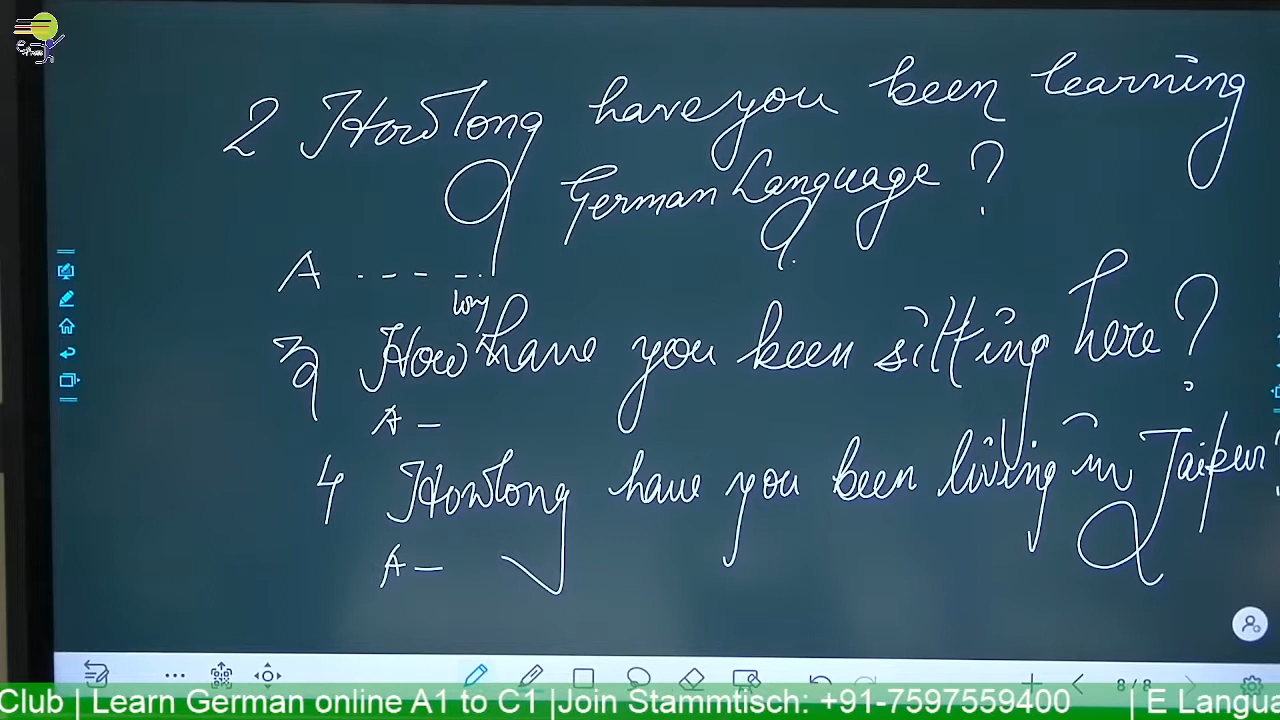 2 How long have you been learning
German Language ?
A - - - - -
long
3 How have you been sitting here ?
A -
4 How long have you been living in Jaipur ?
A -
8 / 8
Club | Learn German online A1 to C1 |Join Stammtisch: +91-7597559400 | E Langua